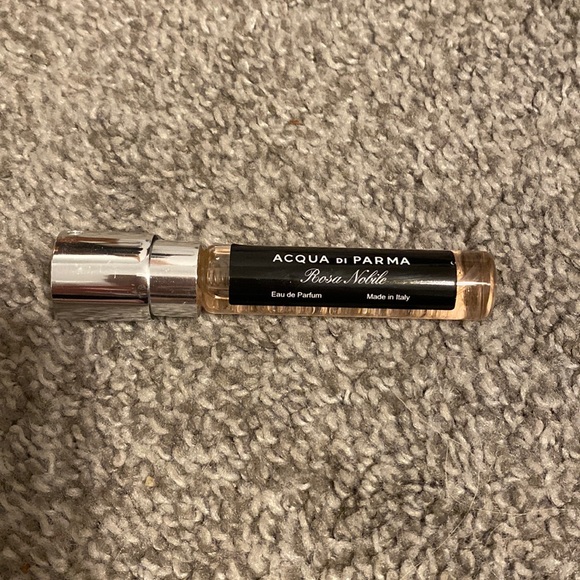 ACQUA DI PARMA
Rosa Nobile
Eau de Parfum Made in Italy